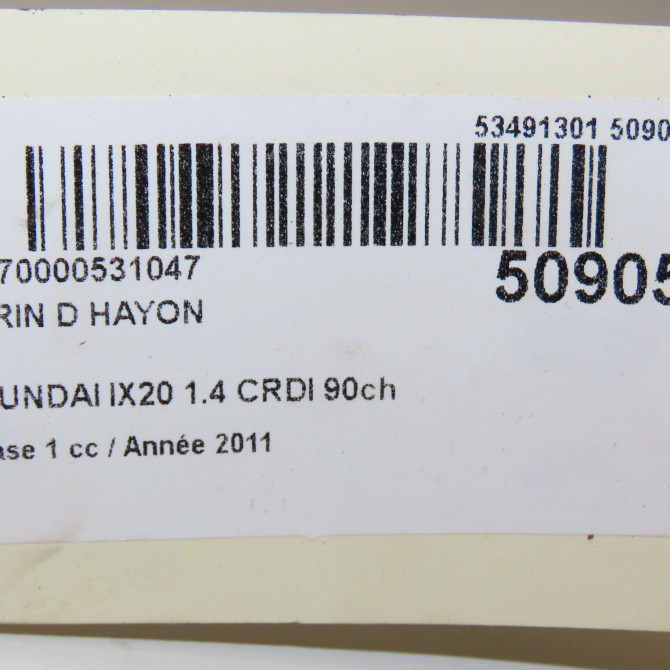 53491301 5090
70000531047
50905
RIN D HAYON
UNDAI IX20 1.4 CRDI 90ch
ase 1 cc / Année 2011